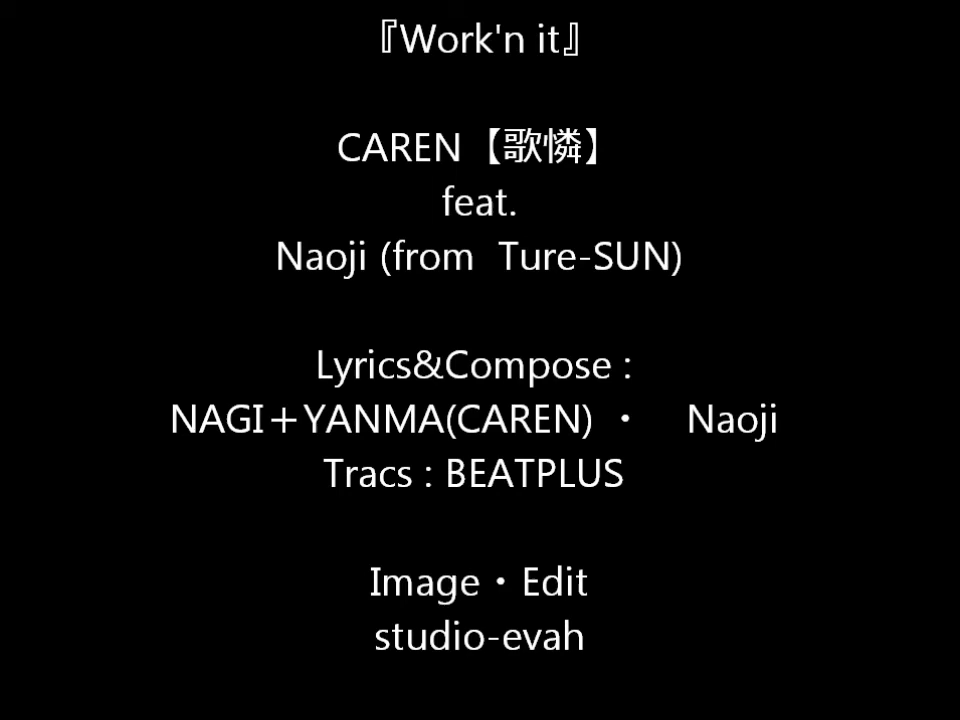 『Work'n it』
CAREN【歌憐】
feat.
Naoji (from  Ture-SUN)
Lyrics&Compose :
NAGI＋YANMA(CAREN) ・　Naoji
Tracs : BEATPLUS
Image・Edit
studio-evah